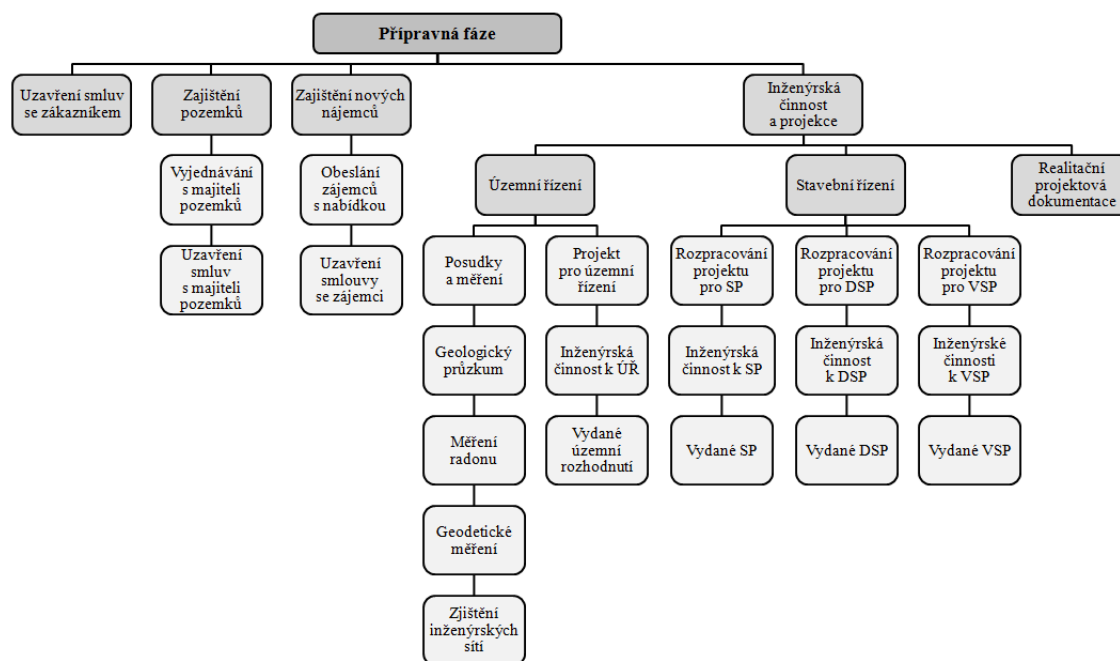 Přípravná fáze
Uzavření smluv
se zákazníkem
Zajištění
pozemků
Zajištění nových
nájemců
Inženýrská
činnost
a projekce
Vyjednávání
s majiteli
pozemků
Obeslání
zájemců
s nabídkou
Územní řízení
Stavební řízení
Realitační
projektová
dokumentace
Uzavření
smluv
s majiteli
pozemků
Uzavření
smlouvy
se zájemci
Posudky
a měření
Projekt
pro územní
řízení
Rozpracování
projektu
pro SP
Rozpracování
projektu
pro DSP
Rozpracování
projektu
pro VSP
Geologický
průzkum
Inženýrská
činnost k ÚŘ
Inženýrská
činnost k SP
Inženýrská
činnost
k DSP
Inženýrské
činnosti
k VSP
Měření
radonu
Vydané
územní
rozhodnutí
Vydané SP
Vydané DSP
Vydané VSP
Geodetické
měření
Zjištění
inženýrských
sítí